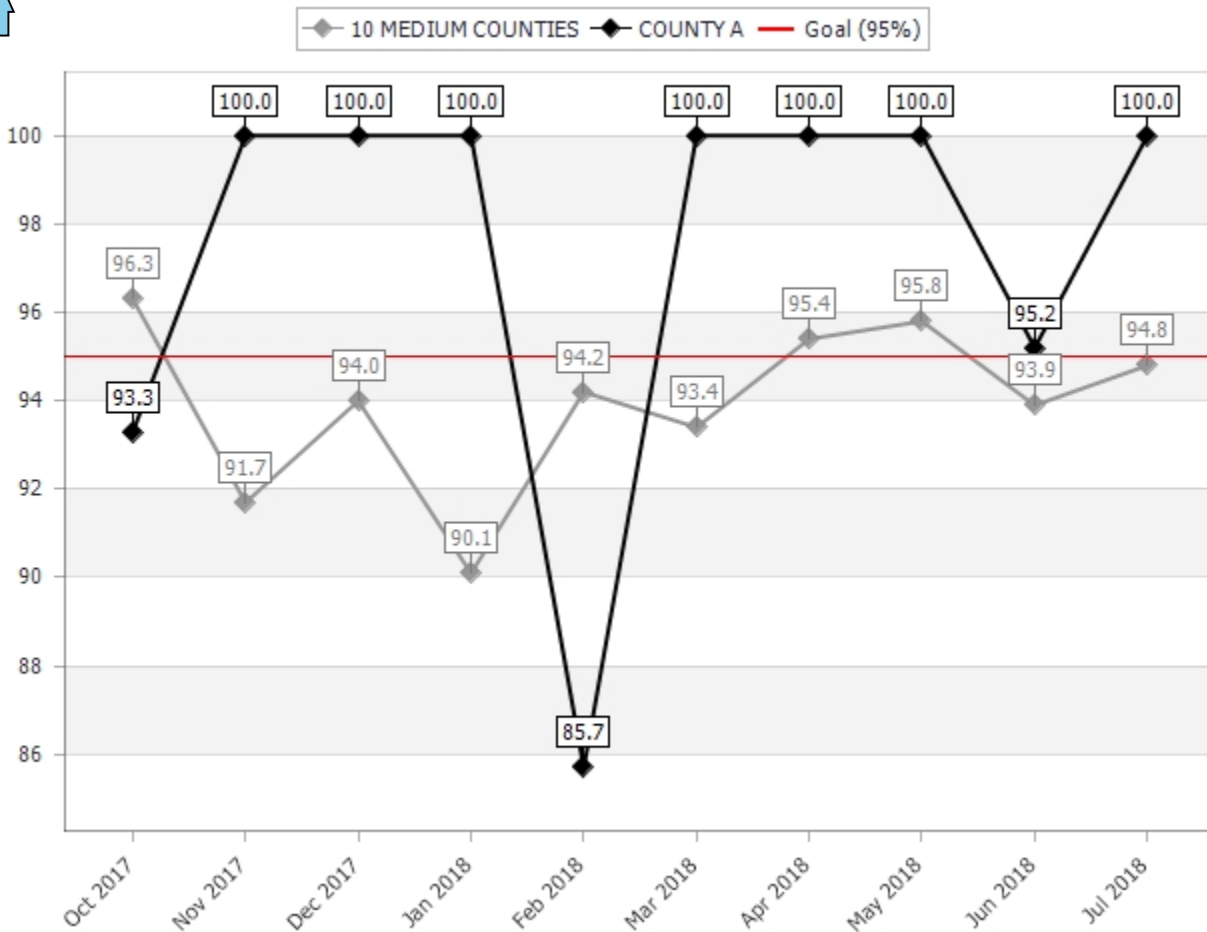 10 MEDIUM COUNTIES COUNTY A Goal (95%)
100.0 100.0 100.0 100.0 100.0 100.0 100.0
100
98
96.3
96
95.4 95.8 95.2 94.8
94.0 94.2 93.4 93.9
94
93.3
92
91.7
90.1
90
88
86
85.7
Oct 2017 Nov 2017 Dec 2017 Jan 2018 Feb 2018 Mar 2018 Apr 2018 May 2018 Jun 2018 Jul 2018